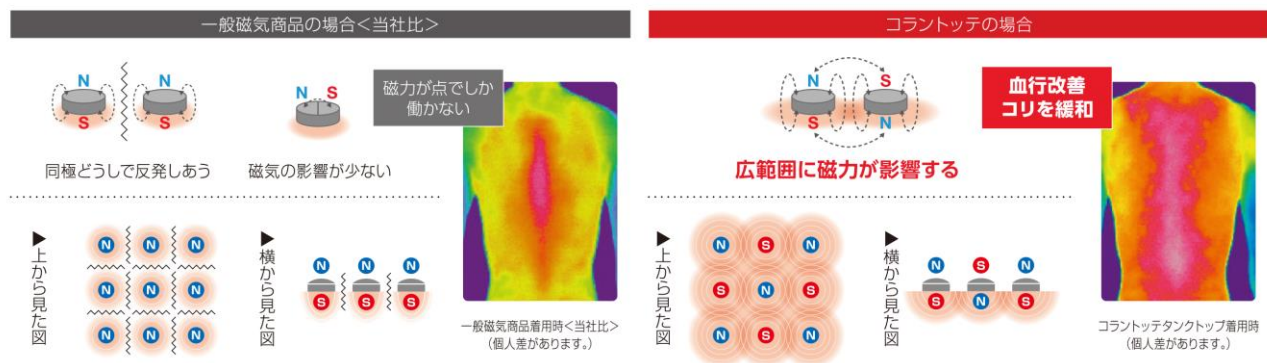 一般磁気商品の場合<当社比>
N
N
S
S
同極どうしで反発しあう
N S
磁気の影響が少ない
磁力が点でしか
働かない
▶上から見た図
N N N
N N N
N N N
▶横から見た図
N N N
S S S
一般磁気商品着用時<当社比>
(個人差があります。)
コラントッテの場合
N S
S N
広範囲に磁力が影響する
血行改善
コリを緩和
▶上から見た図
N S N
S N S
N S N
▶横から見た図
N S N
S N S
コラントッテタンクトップ着用時
(個人差があります。)